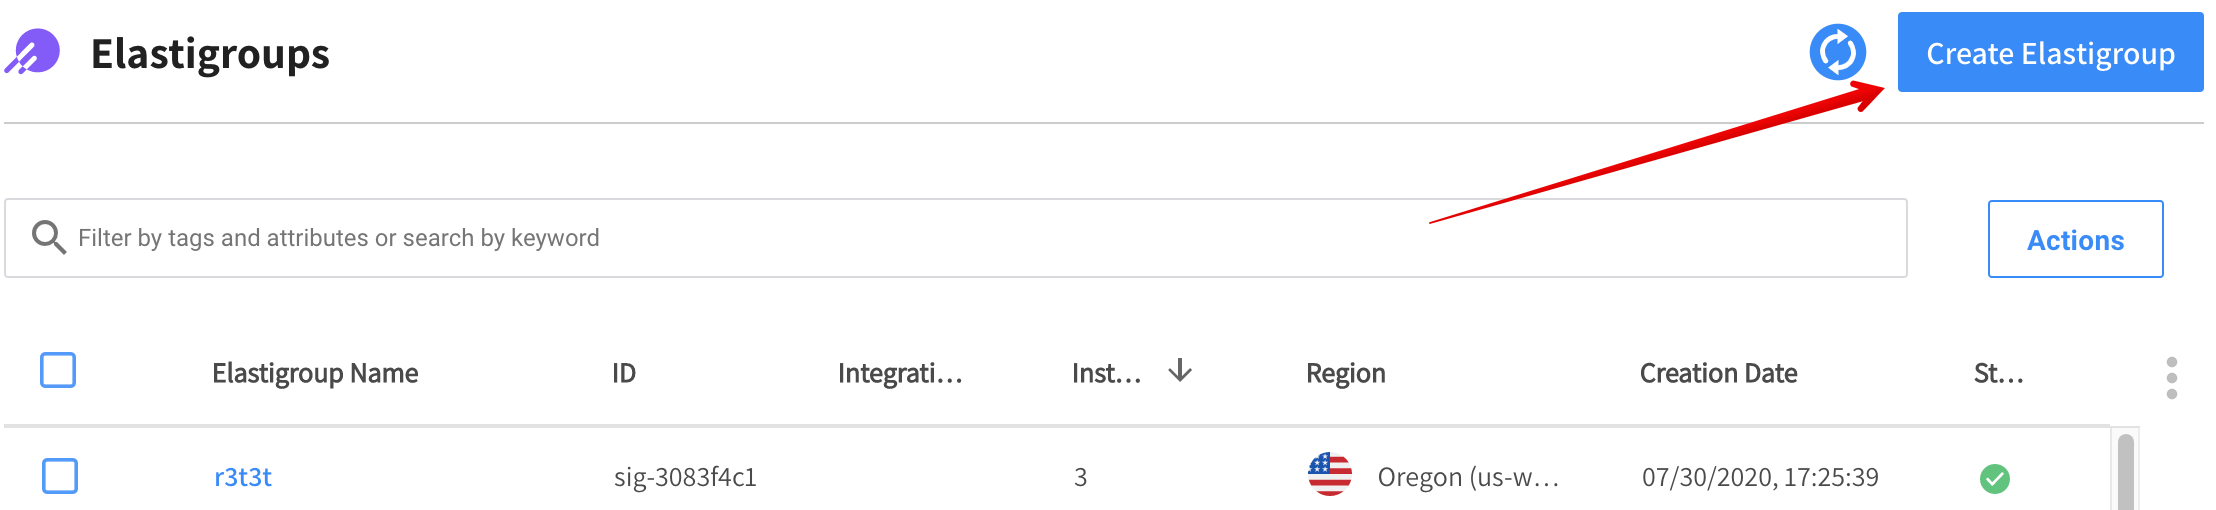 Elastigroups
Create Elastigroup
Filter by tags and attributes or search by keyword
Actions
Elastigroup Name ID Integrati... Inst... Region Creation Date St...
r3t3t sig-3083f4c1 3 Oregon (us-w... 07/30/2020, 17:25:39